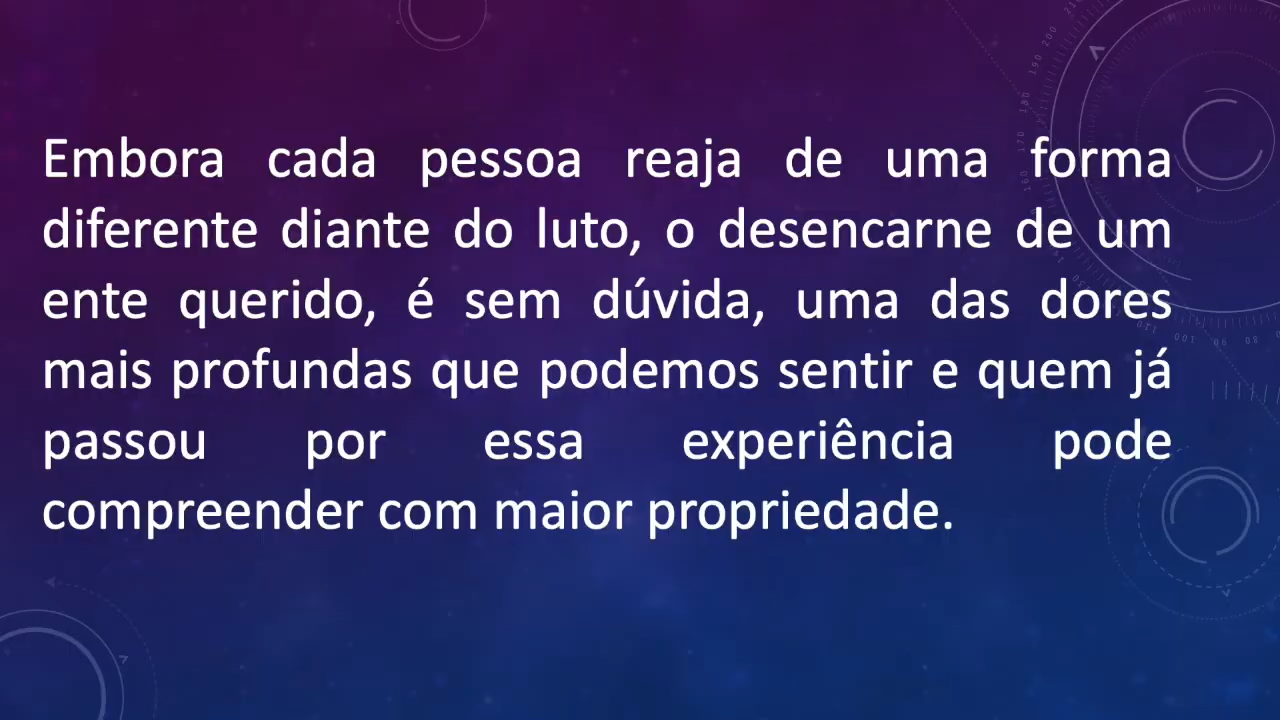 Embora cada pessoa reaja de uma forma
diferente diante do luto, o desencarne de um
ente querido, é sem dúvida, uma das dores
mais profundas que podemos sentir e quem já
passou por essa experiência pode
compreender com maior propriedade.